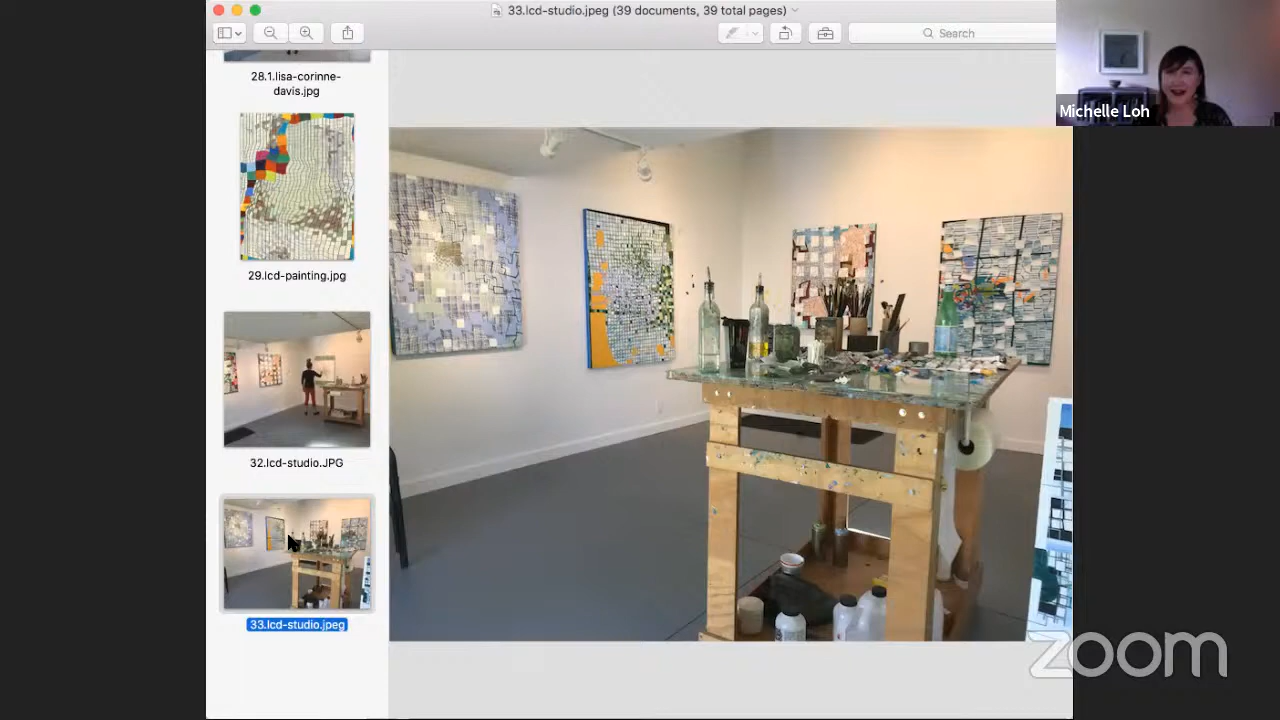 33.lcd-studio.jpeg (39 documents, 39 total pages)
Search
28.1.lisa-corinne-
davis.jpg
29.lcd-painting.jpg
32.lcd-studio.JPG
33.lcd-studio.jpeg
Michelle Loh
zoom